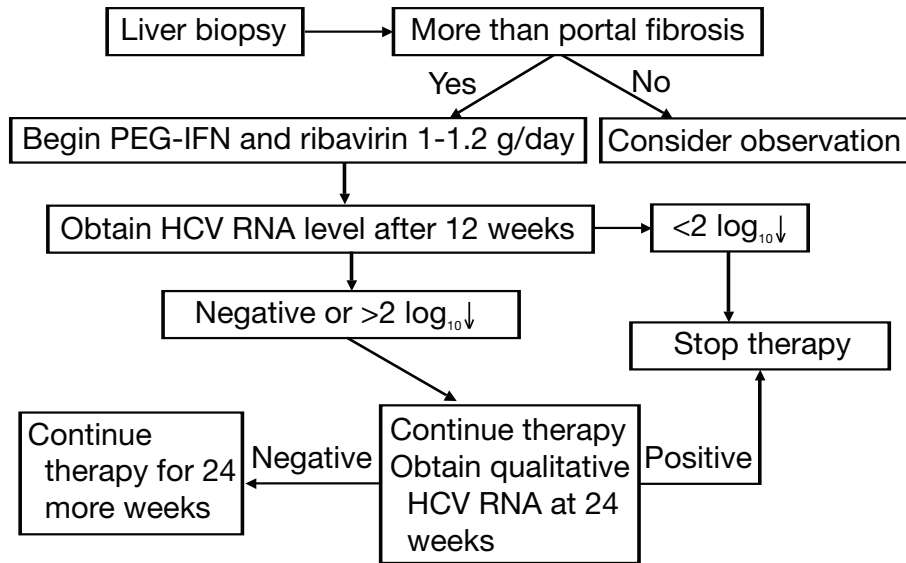 Liver biopsy
More than portal fibrosis
Yes
No
Begin PEG-IFN and ribavirin 1-1.2 g/day
Consider observation
Obtain HCV RNA level after 12 weeks
<2 log₁₀↓
Negative or >2 log₁₀↓
Stop therapy
Continue
therapy for 24
more weeks
Negative
Continue therapy
Obtain qualitative
HCV RNA at 24
weeks
Positive